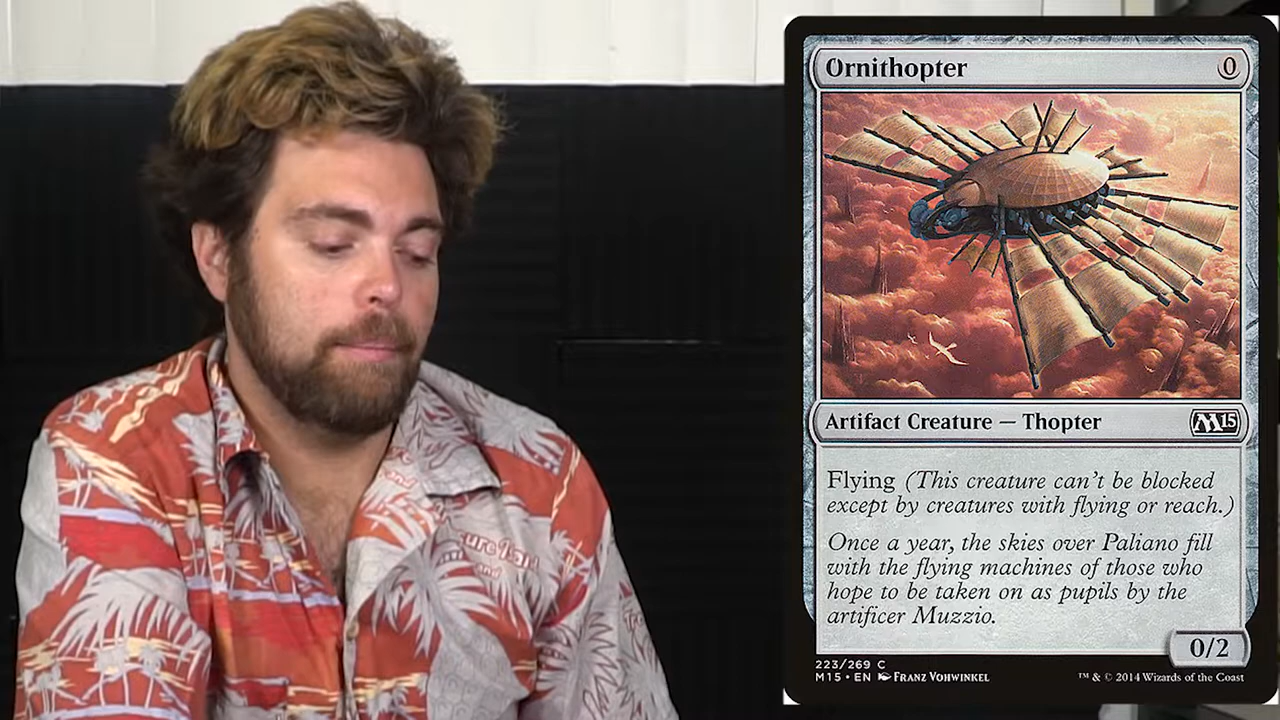 Ornithopter 0
Artifact Creature — Thopter M15
Flying (This creature can't be blocked
except by creatures with flying or reach.)
Once a year, the skies over Paliano fill
with the flying machines of those who
hope to be taken on as pupils by the
artificer Muzzio.
0/2
223/269 C
M15 • EN Franz Vohwinkel
™ & © 2014 Wizards of the Coast